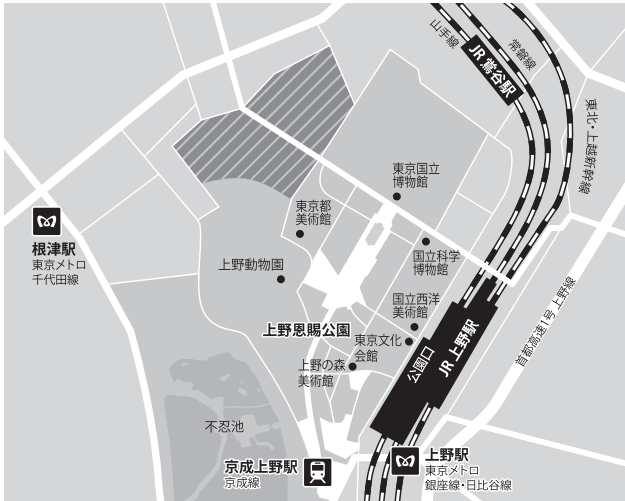 山手線
JR 鶯谷駅
常磐線
東北・上越新幹線
東京国立
博物館
東京都
美術館
根津駅
東京メトロ
千代田線
上野動物園
国立科学
博物館
国立西洋
美術館
上野恩賜公園
東京文化
会館
上野の森
美術館
公園口
JR 上野駅
首都高速1号 上野線
不忍池
京成上野駅
京成線
上野駅
東京メトロ
銀座線・日比谷線